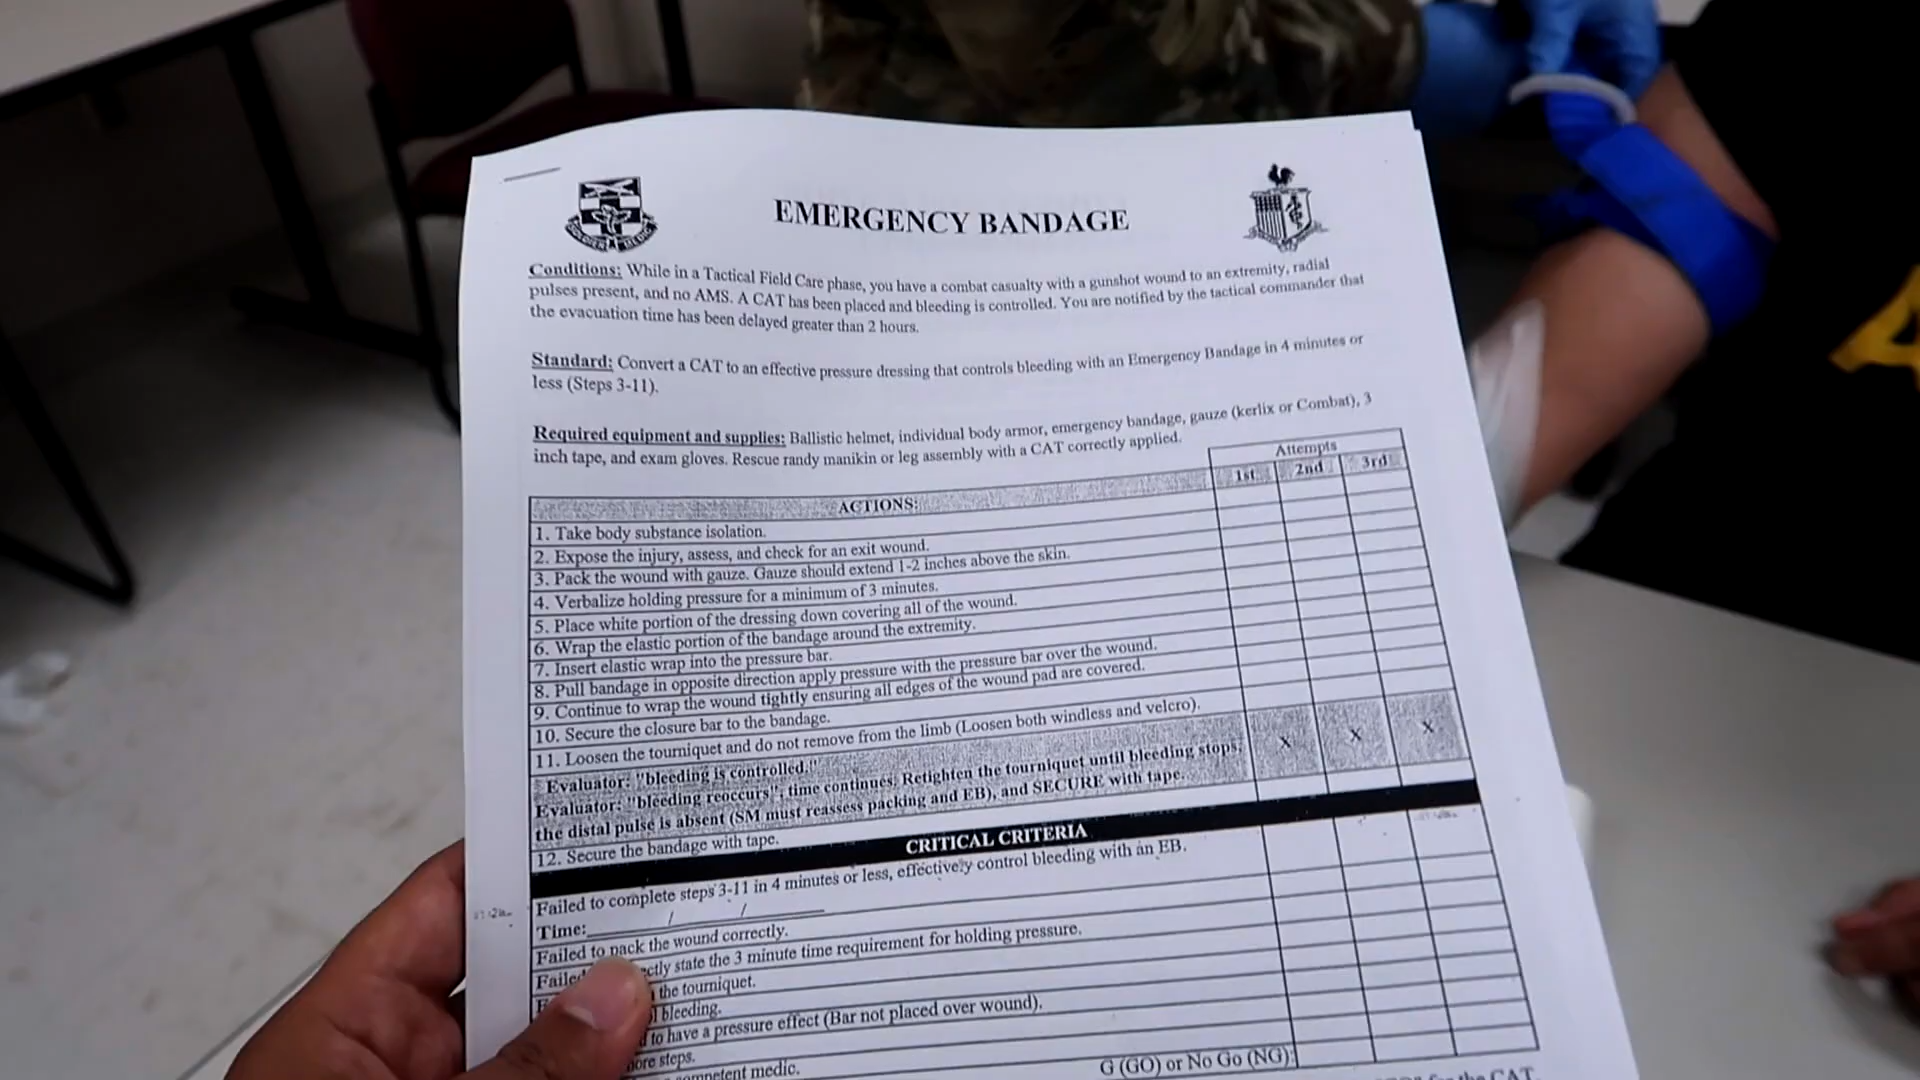 EMERGENCY BANDAGE
Conditions: While in a Tactical Field Care phase, you have a combat casualty with a gunshot wound to an extremity, radial
pulses present, and no AMS. A CAT has been placed and bleeding is controlled. You are notified by the tactical commander that
the evacuation time has been delayed greater than 2 hours.
Standard: Convert a CAT to an effective pressure dressing that controls bleeding with an Emergency Bandage in 4 minutes or
less (Steps 3-11).
Required equipment and supplies: Ballistic helmet, individual body armor, emergency bandage, gauze (kerlix or Combat), 3
inch tape, and exam gloves. Rescue randy manikin or leg assembly with a CAT correctly applied.
Attempts
ACTIONS: 1st 2nd 3rd
1. Take body substance isolation.
2. Expose the injury, assess, and check for an exit wound.
3. Pack the wound with gauze. Gauze should extend 1-2 inches above the skin.
4. Verbalize holding pressure for a minimum of 3 minutes.
5. Place white portion of the dressing down covering all of the wound.
6. Wrap the elastic portion of the bandage around the extremity.
7. Insert elastic wrap into the pressure bar.
8. Pull bandage in opposite direction apply pressure with the pressure bar over the wound.
9. Continue to wrap the wound tightly ensuring all edges of the wound pad are covered.
10. Secure the closure bar to the bandage.
11. Loosen the tourniquet and do not remove from the limb (Loosen both windless and velcro).
Evaluator: "bleeding is controlled."
Evaluator: "bleeding reoccurs", time continues. Retighten the tourniquet until bleeding stops,
the distal pulse is absent (SM must reassess packing and EB), and SECURE with tape.
X X X
12. Secure the bandage with tape.
CRITICAL CRITERIA
Failed to complete steps 3-11 in 4 minutes or less, effectively control bleeding with an EB.
Time: / /
Failed to pack the wound correctly.
Failed state the 3 minute time requirement for holding pressure.
the tourniquet.
bleeding.
to have a pressure effect (Bar not placed over wound).
steps.
medic.
G (GO) or No Go (NG):
for the CAT
A